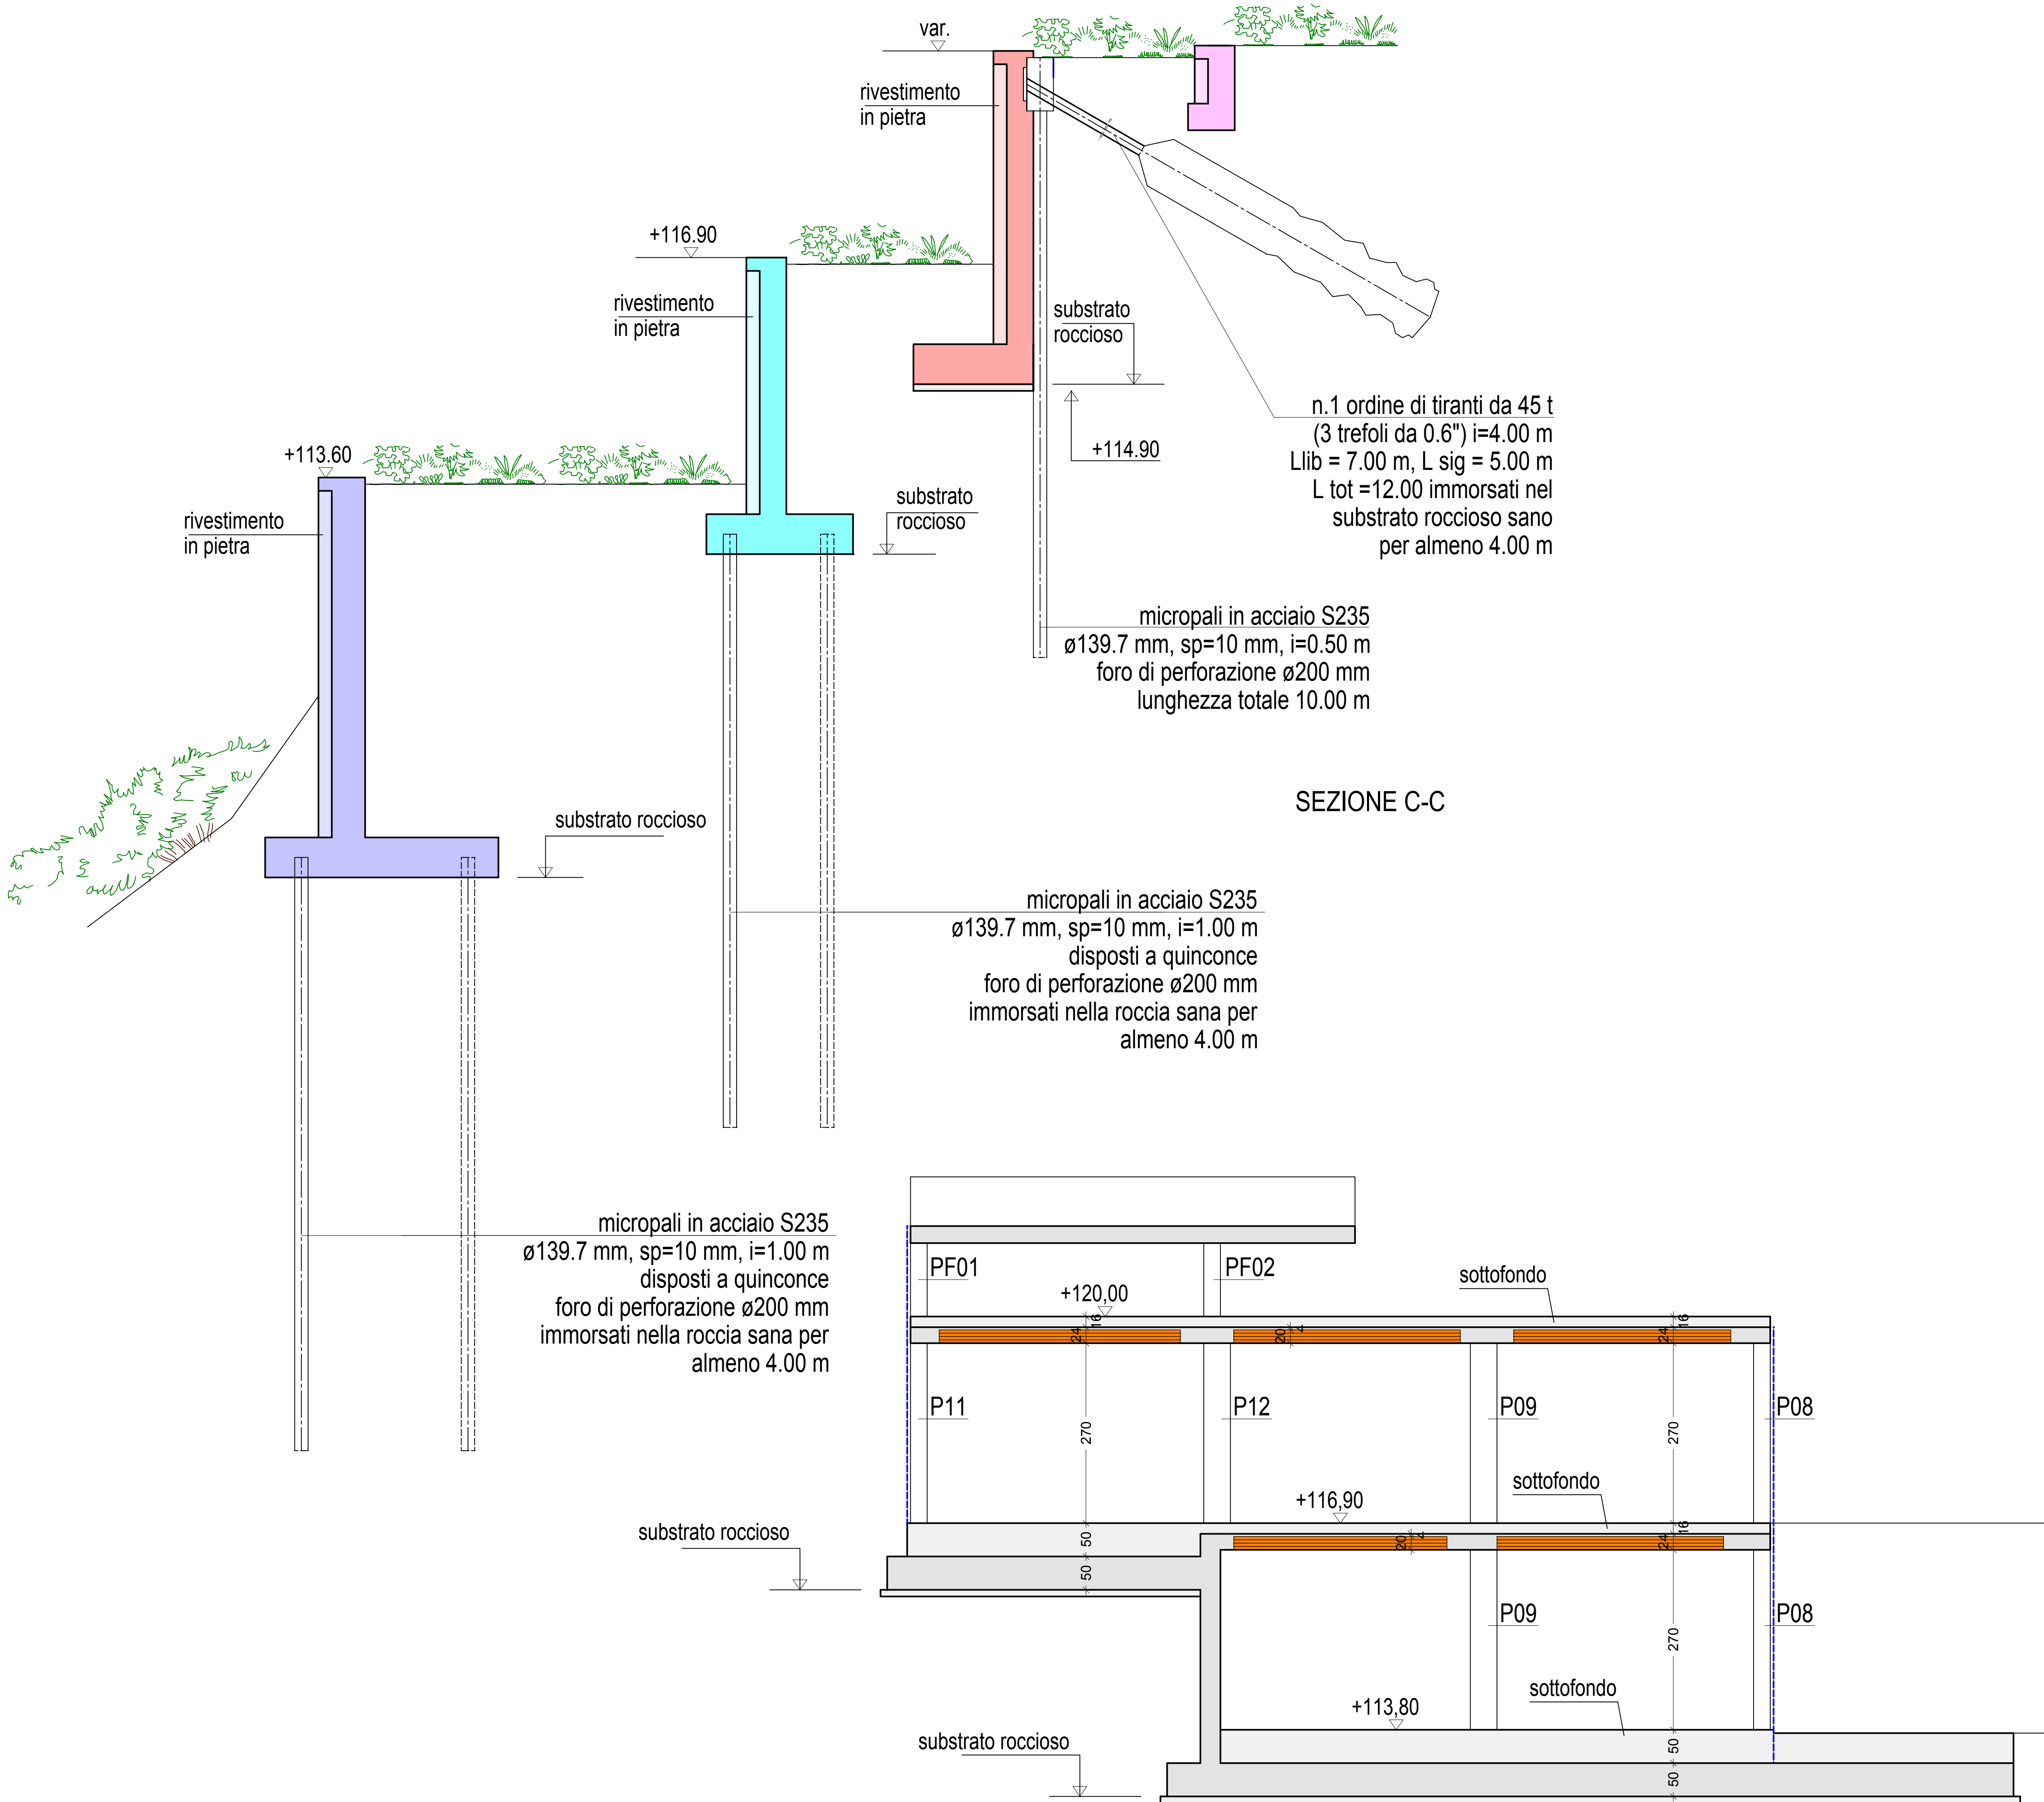 var.
rivestimento
in pietra
+116.90
rivestimento
in pietra
substrato
roccioso
+114.90
n.1 ordine di tiranti da 45 t
(3 trefoli da 0.6") i=4.00 m
Llib = 7.00 m, L sig = 5.00 m
L tot =12.00 immorsati nel
substrato roccioso sano
per almeno 4.00 m
+113.60
rivestimento
in pietra
substrato
roccioso
micropali in acciaio S235
ø139.7 mm, sp=10 mm, i=0.50 m
foro di perforazione ø200 mm
lunghezza totale 10.00 m
SEZIONE C-C
substrato roccioso
micropali in acciaio S235
ø139.7 mm, sp=10 mm, i=1.00 m
disposti a quinconce
foro di perforazione ø200 mm
immorsati nella roccia sana per
almeno 4.00 m
micropali in acciaio S235
ø139.7 mm, sp=10 mm, i=1.00 m
disposti a quinconce
foro di perforazione ø200 mm
immorsati nella roccia sana per
almeno 4.00 m
PF01
PF02
+120,00
sottofondo
16
16
24
20
4
24
P11
P12
P09
P08
270
270
sottofondo
+116,90
substrato roccioso
16
50
20
4
24
50
P09
P08
270
sottofondo
+113,80
substrato roccioso
50
50